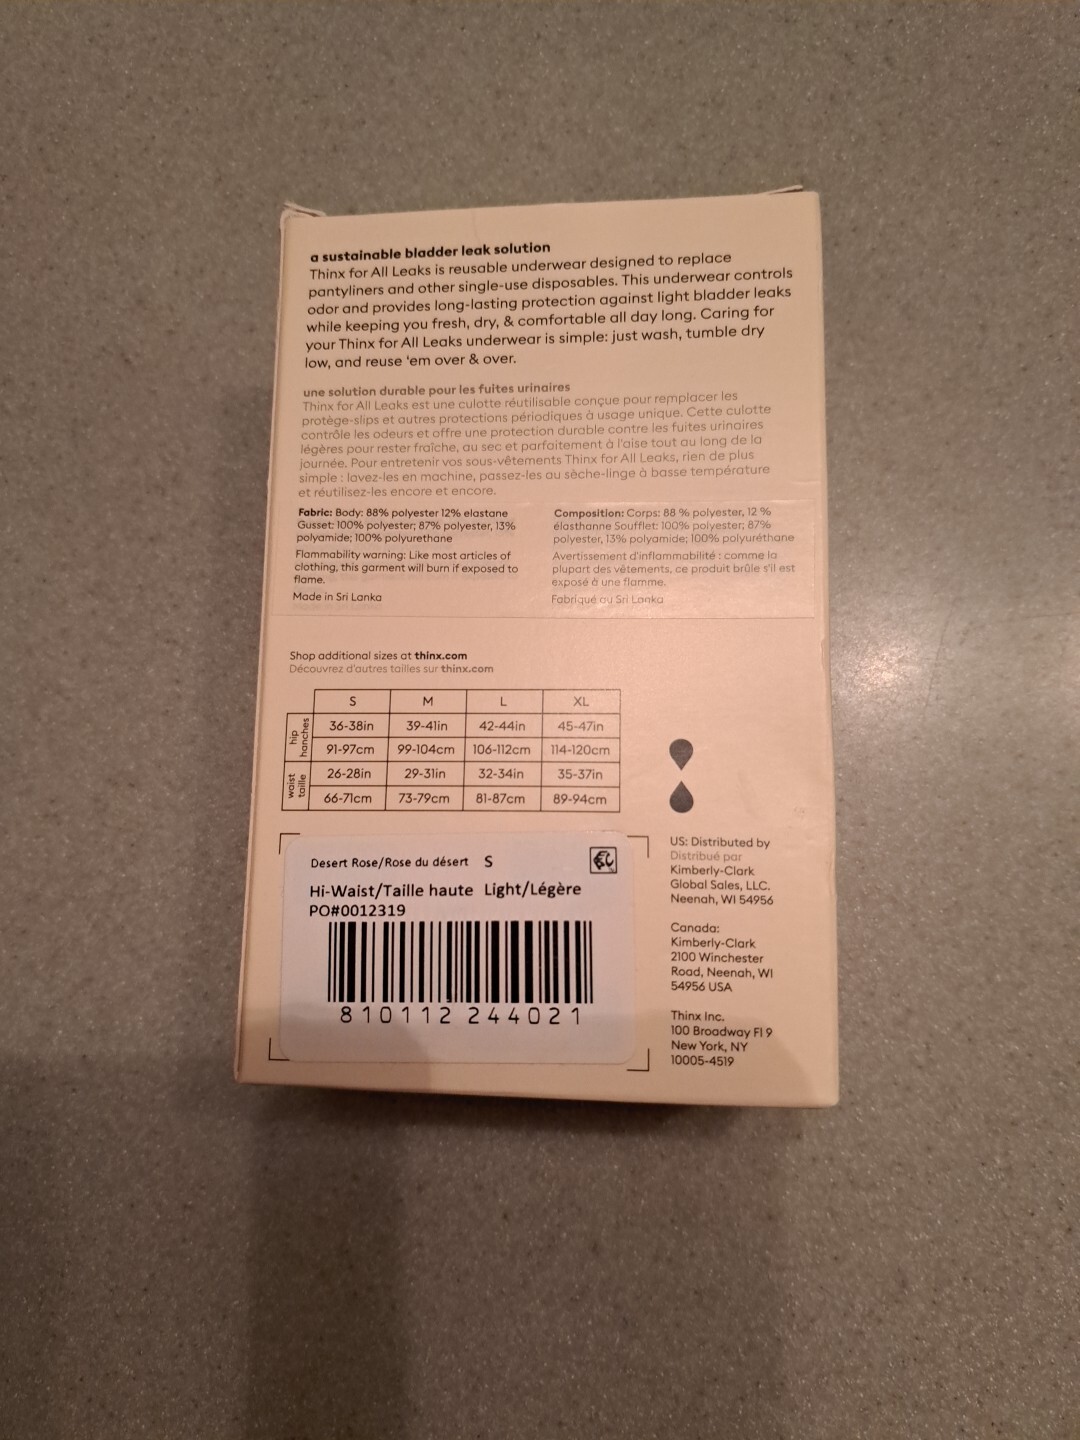 a sustainable bladder leak solution
Thinx for All Leaks is reusable underwear designed to replace
pantyliners and other single-use disposables. This underwear controls
odor and provides long-lasting protection against light bladder leaks
while keeping you fresh, dry, & comfortable all day long. Caring for
your Thinx for All Leaks underwear is simple: just wash, tumble dry
low, and reuse 'em over & over.
une solution durable pour les fuites urinaires
Thinx for All Leaks est une culotte réutilisable conçue pour remplacer les
protège-slips et autres protections périodiques à usage unique. Cette culotte
contrôle les odeurs et offre une protection durable contre les fuites urinaires
légères pour rester fraîche, au sec et parfaitement à l'aise tout au long de la
journée. Pour entretenir vos sous-vêtements Thinx for All Leaks, rien de plus
simple : lavez-les en machine, passez-les au sèche-linge à basse température
et réutilisez-les encore et encore.
Fabric: Body: 88% polyester 12% elastane
Gusset: 100% polyester; 87% polyester, 13%
polyamide; 100% polyurethane
Flammability warning: Like most articles of
clothing, this garment will burn if exposed to
flame.
Made in Sri Lanka
Composition: Corps: 88 % polyester, 12 %
élasthanne Soufflet: 100% polyester; 87%
polyester, 13% polyamide; 100% polyuréthane
Avertissement d'inflammabilité : comme la
plupart des vêtements, ce produit brûle s'il est
exposé à une flamme.
Fabriqué au Sri Lanka
Shop additional sizes at thinx.com
Découvrez d'autres tailles sur thinx.com
S M L XL
hip
hanches
36-38in 39-41in 42-44in 45-47in
91-97cm 99-104cm 106-112cm 114-120cm
waist
taille
26-28in 29-31in 32-34in 35-37in
66-71cm 73-79cm 81-87cm 89-94cm
Desert Rose/Rose du désert S
Hi-Waist/Taille haute Light/Légère
PO#0012319
810112 244021
US: Distributed by
Distribué par
Kimberly-Clark
Global Sales, LLC.
Neenah, WI 54956
Canada:
Kimberly-Clark
2100 Winchester
Road, Neenah, WI
54956 USA
Thinx Inc.
100 Broadway Fl 9
New York, NY
10005-4519